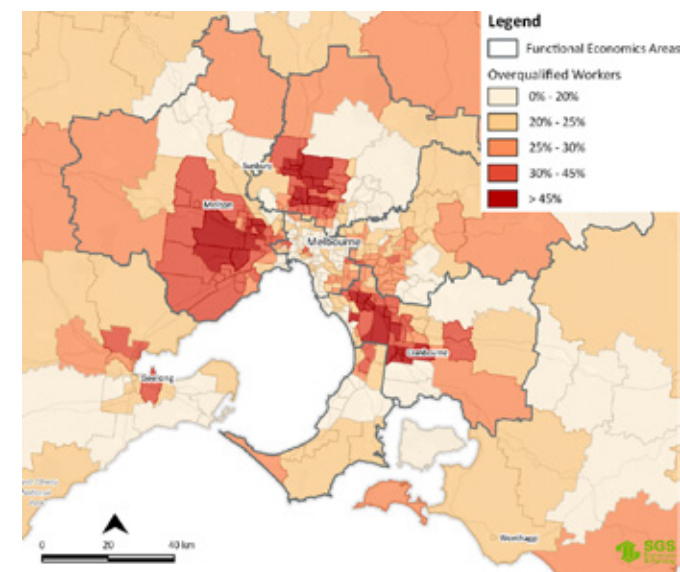 Legend
Functional Economics Areas
Overqualified Workers
0% - 20%
20% - 25%
25% - 30%
30% - 45%
> 45%
Sunbury
Melton
Melbourne
Cranbourne
Geelong
Wonthaggi
0 20 40 km
SGS